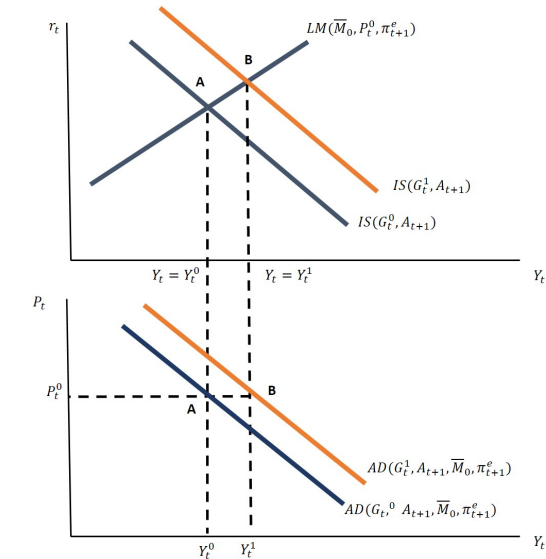 r_t
LM(M̅_0, P_t^0, π_{t+1}^e)
B
A
IS(G_t^1, A_{t+1})
IS(G_t^0, A_{t+1})
Y_t = Y_t^0
Y_t = Y_t^1
Y_t
P_t
P_t^0
B
A
AD(G_t^1, A_{t+1}, M̅_0, π_{t+1}^e)
AD(G_t,^0 A_{t+1}, M̅_0, π_{t+1}^e)
Y_t^0
Y_t^1
Y_t